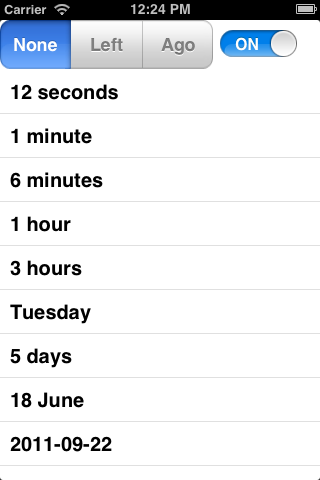 Carrier 12:24 PM
None Left Ago ON
12 seconds
1 minute
6 minutes
1 hour
3 hours
Tuesday
5 days
18 June
2011-09-22